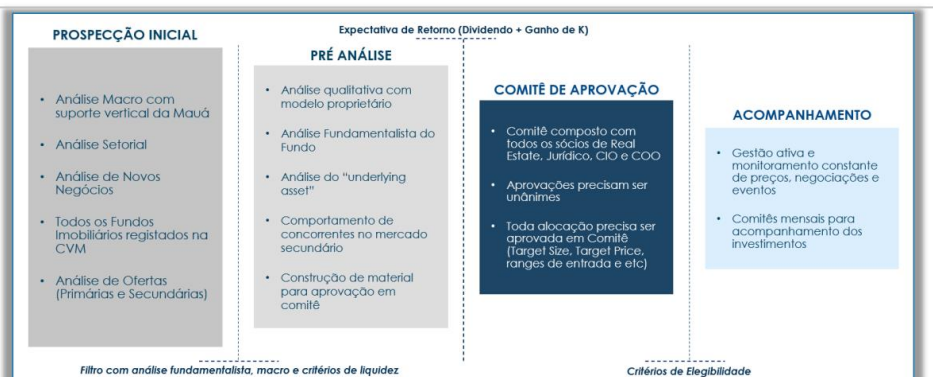 Expectativa de Retorno (Dividendo + Ganho de K)
PROSPECÇÃO INICIAL
• Análise Macro com
suporte vertical da Mauá
• Análise Setorial
• Análise de Novos
Negócios
• Todos os Fundos
Imobiliários registados na
CVM
• Análise de Ofertas
(Primárias e Secundárias)
PRÉ ANÁLISE
• Análise qualitativa com
modelo proprietário
• Análise Fundamentalista do
Fundo
• Análise do “underlying
asset”
• Comportamento de
concorrentes no mercado
secundário
• Construção de material
para aprovação em
comitê
COMITÊ DE APROVAÇÃO
• Comitê composto com
todos os sócios de Real
Estate, Jurídico, CIO e COO
• Aprovações precisam ser
unânimes
• Toda alocação precisa ser
aprovada em Comitê
(Target Size, Target Price,
ranges de entrada e etc)
ACOMPANHAMENTO
• Gestão ativa e
monitoramento constante
de preços, negociações e
eventos
• Comitês mensais para
acompanhamento dos
investimentos
Filtro com análise fundamentalista, macro e critérios de liquidez
Critérios de Elegibilidade